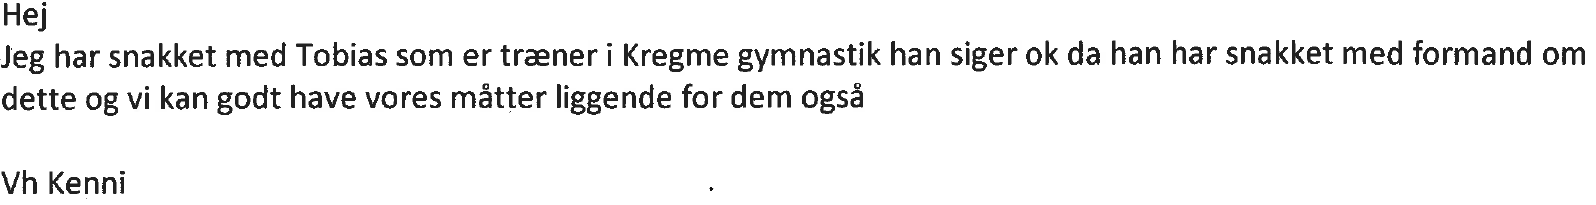 Hej
Jeg har snakket med Tobias som er træner i Kregme gymnastik han siger ok da han har snakket med formand om
dette og vi kan godt have vores måtter liggende for dem også
Vh Kenni